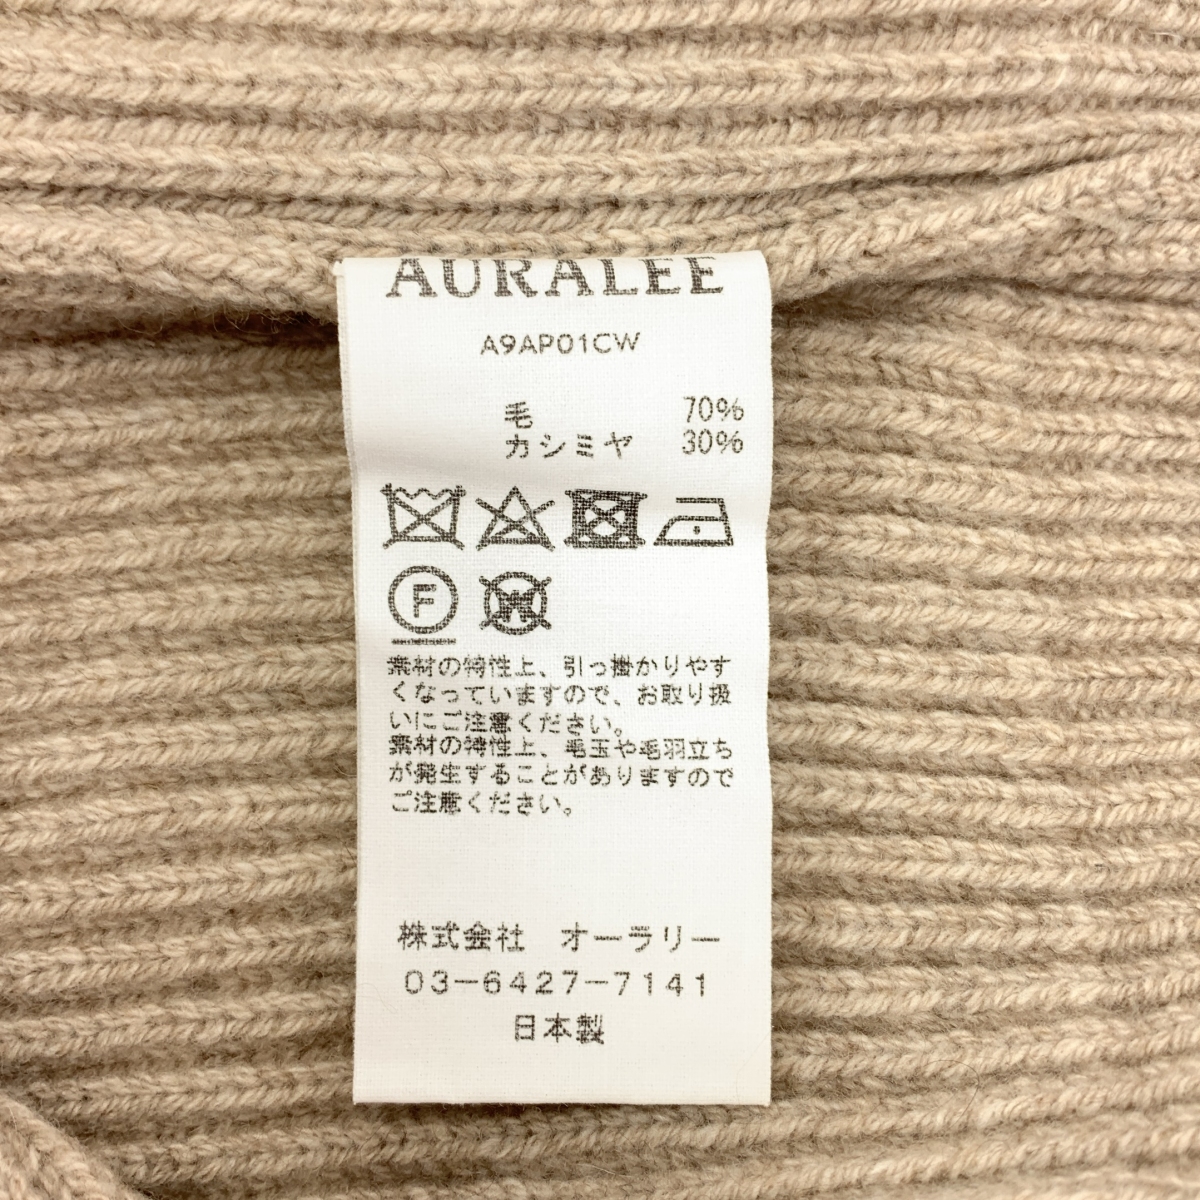 AURALEE
A9AP01CW
毛 70%
カシミヤ 30%
F
W
素材の特性上、引っ掛かりやす
くなっていますので、お取り扱
いにご注意ください。
素材の特性上、毛玉や毛羽立ち
が発生することがありますので
ご注意ください。
株式会社 オーラリー
03-6427-7141
日本製